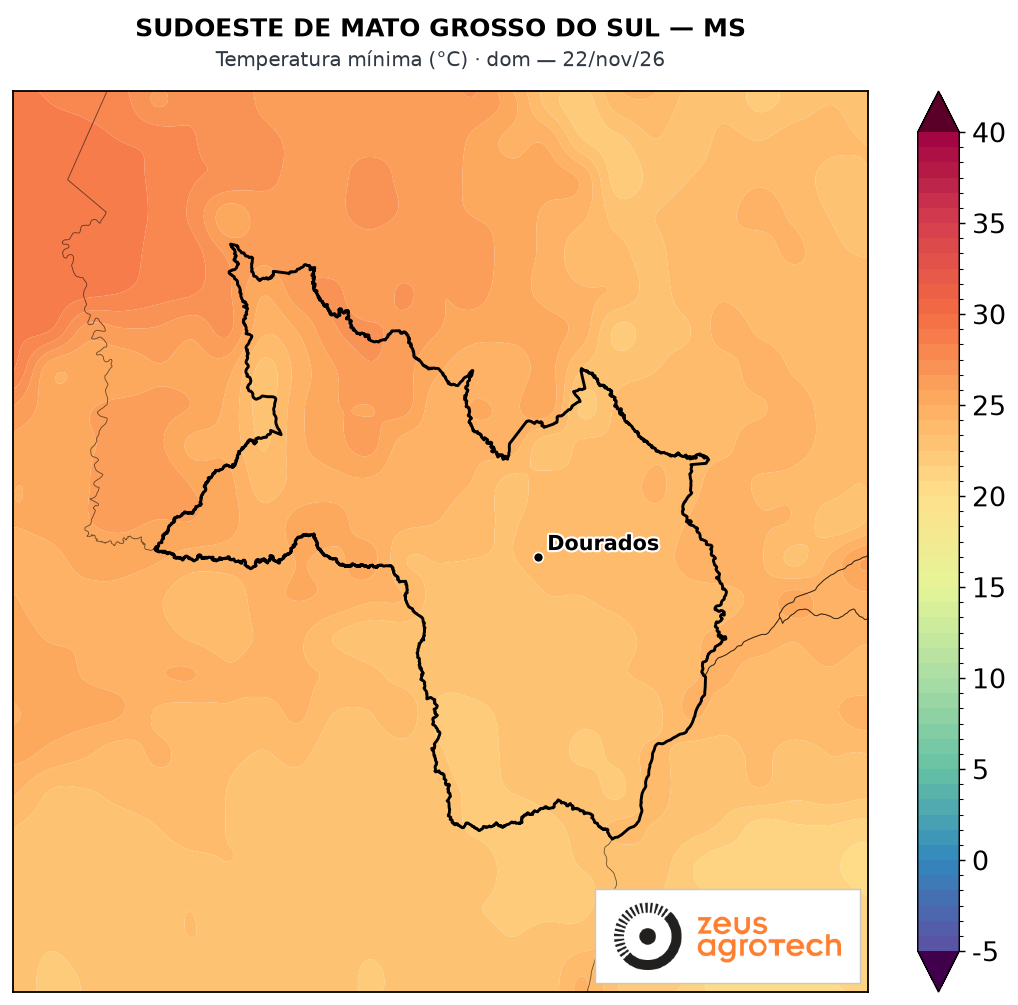 SUDOESTE DE MATO GROSSO DO SUL — MS
Temperatura mínima (°C) · dom — 22/nov/26
40
35
30
25
20
15
10
5
0
-5
Dourados
zeus
agrotech